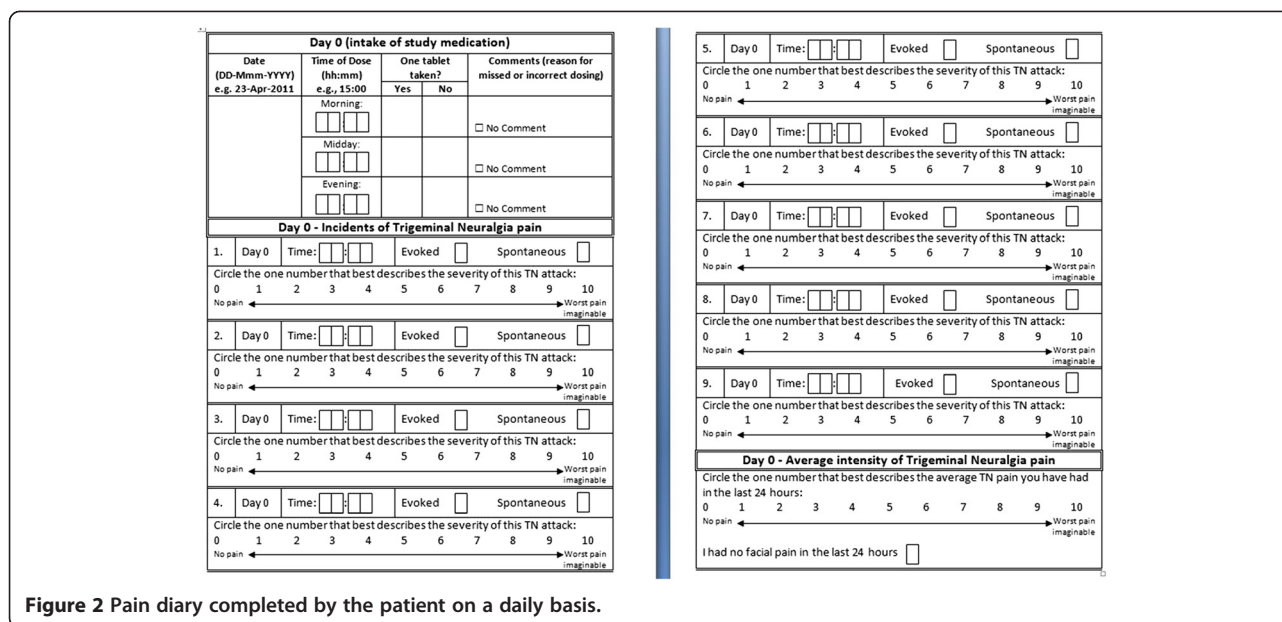 Day 0 (intake of study medication)
Date Time of Dose One tablet Comments (reason for
(DD-Mmm-YYYY) (hh:mm) taken? missed or incorrect dosing)
e.g. 23-Apr-2011 e.g., 15:00 Yes No
Morning:
: ☐ No Comment
Midday:
: ☐ No Comment
Evening:
: ☐ No Comment
Day 0 - Incidents of Trigeminal Neuralgia pain
1. Day 0 Time: : Evoked Spontaneous
Circle the one number that best describes the severity of this TN attack:
0 1 2 3 4 5 6 7 8 9 10
No pain Worst pain
imaginable
2. Day 0 Time: : Evoked Spontaneous
Circle the one number that best describes the severity of this TN attack:
0 1 2 3 4 5 6 7 8 9 10
No pain Worst pain
imaginable
3. Day 0 Time: : Evoked Spontaneous
Circle the one number that best describes the severity of this TN attack:
0 1 2 3 4 5 6 7 8 9 10
No pain Worst pain
imaginable
4. Day 0 Time: : Evoked Spontaneous
Circle the one number that best describes the severity of this TN attack:
0 1 2 3 4 5 6 7 8 9 10
No pain Worst pain
imaginable
5. Day 0 Time: : Evoked Spontaneous
Circle the one number that best describes the severity of this TN attack:
0 1 2 3 4 5 6 7 8 9 10
No pain Worst pain
imaginable
6. Day 0 Time: : Evoked Spontaneous
Circle the one number that best describes the severity of this TN attack:
0 1 2 3 4 5 6 7 8 9 10
No pain Worst pain
imaginable
7. Day 0 Time: : Evoked Spontaneous
Circle the one number that best describes the severity of this TN attack:
0 1 2 3 4 5 6 7 8 9 10
No pain Worst pain
imaginable
8. Day 0 Time: : Evoked Spontaneous
Circle the one number that best describes the severity of this TN attack:
0 1 2 3 4 5 6 7 8 9 10
No pain Worst pain
imaginable
9. Day 0 Time: : Evoked Spontaneous
Circle the one number that best describes the severity of this TN attack:
0 1 2 3 4 5 6 7 8 9 10
No pain Worst pain
imaginable
Day 0 - Average intensity of Trigeminal Neuralgia pain
Circle the one number that best describes the average TN pain you have had
in the last 24 hours:
0 1 2 3 4 5 6 7 8 9 10
No pain Worst pain
imaginable
I had no facial pain in the last 24 hours
Figure 2 Pain diary completed by the patient on a daily basis.